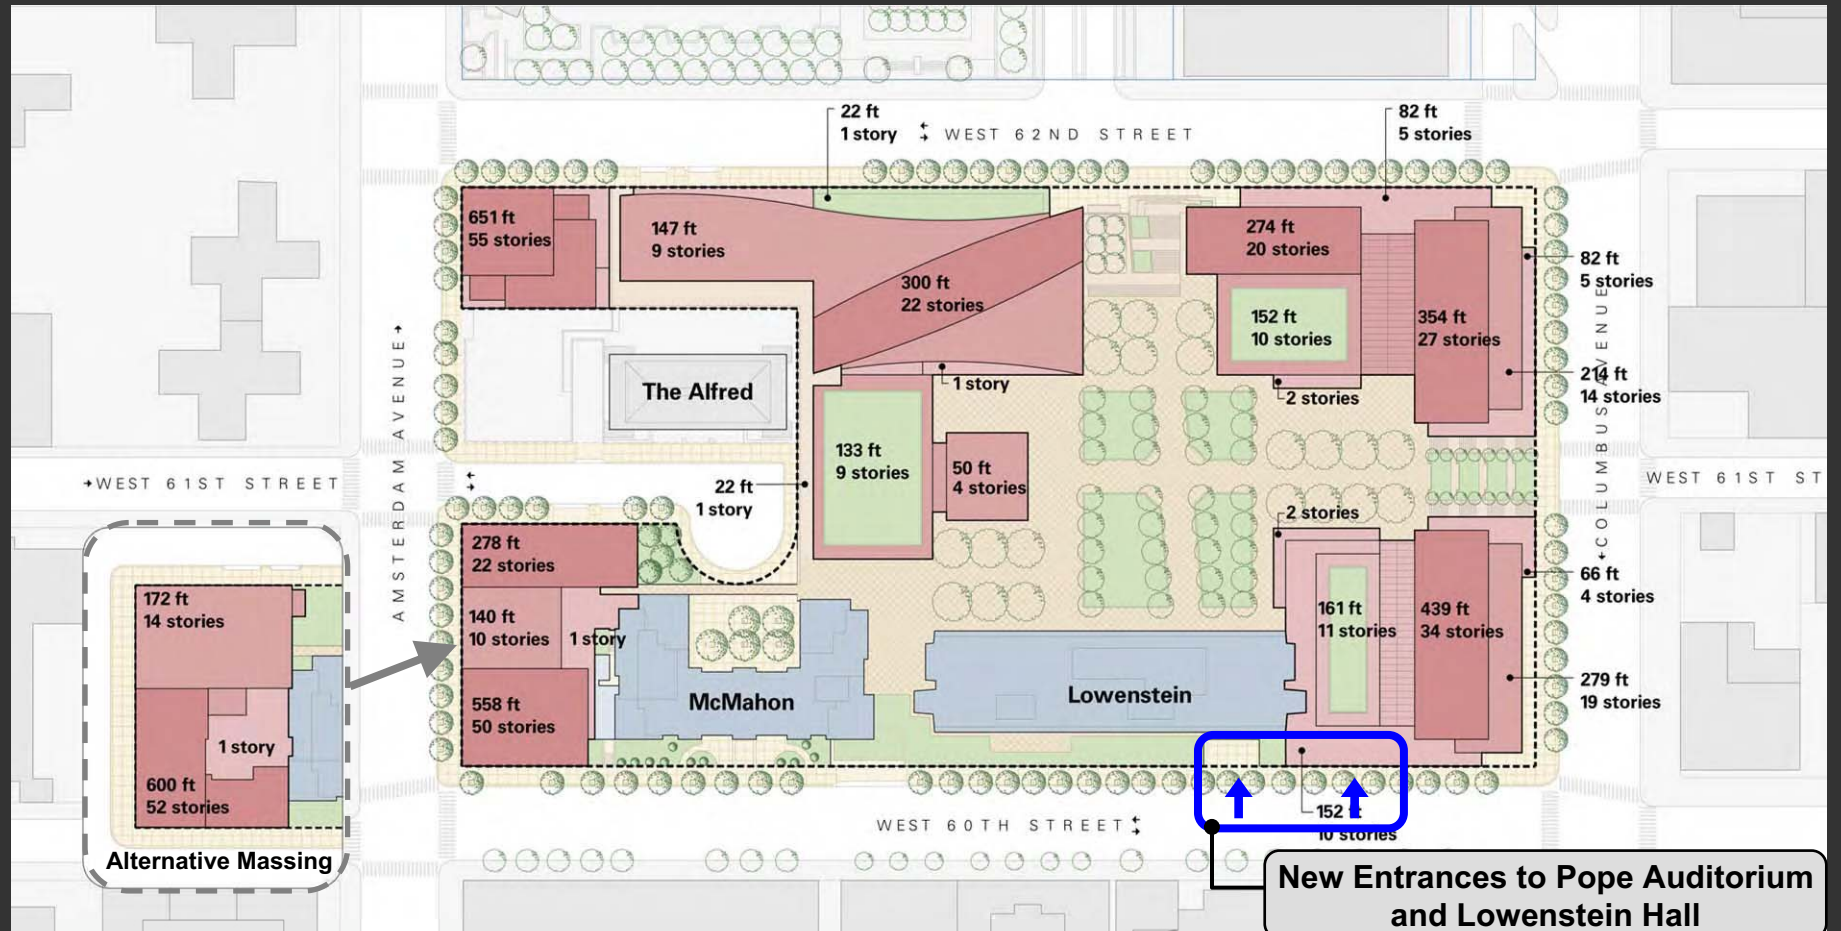 22 ft
1 story
WEST 62ND STREET
82 ft
5 stories
651 ft
55 stories
147 ft
9 stories
300 ft
22 stories
274 ft
20 stories
82 ft
5 stories
152 ft
10 stories
354 ft
27 stories
214 ft
14 stories
1 story
2 stories
The Alfred
AMSTERDAM AVENUE
COLUMBUS AVENUE
133 ft
9 stories
50 ft
4 stories
WEST 61ST STREET
22 ft
1 story
WEST 61ST ST
2 stories
278 ft
22 stories
66 ft
4 stories
172 ft
14 stories
140 ft
10 stories
1 story
161 ft
11 stories
439 ft
34 stories
McMahon
Lowenstein
279 ft
19 stories
558 ft
50 stories
1 story
600 ft
52 stories
152 ft
10 stories
WEST 60TH STREET
Alternative Massing
New Entrances to Pope Auditorium
and Lowenstein Hall